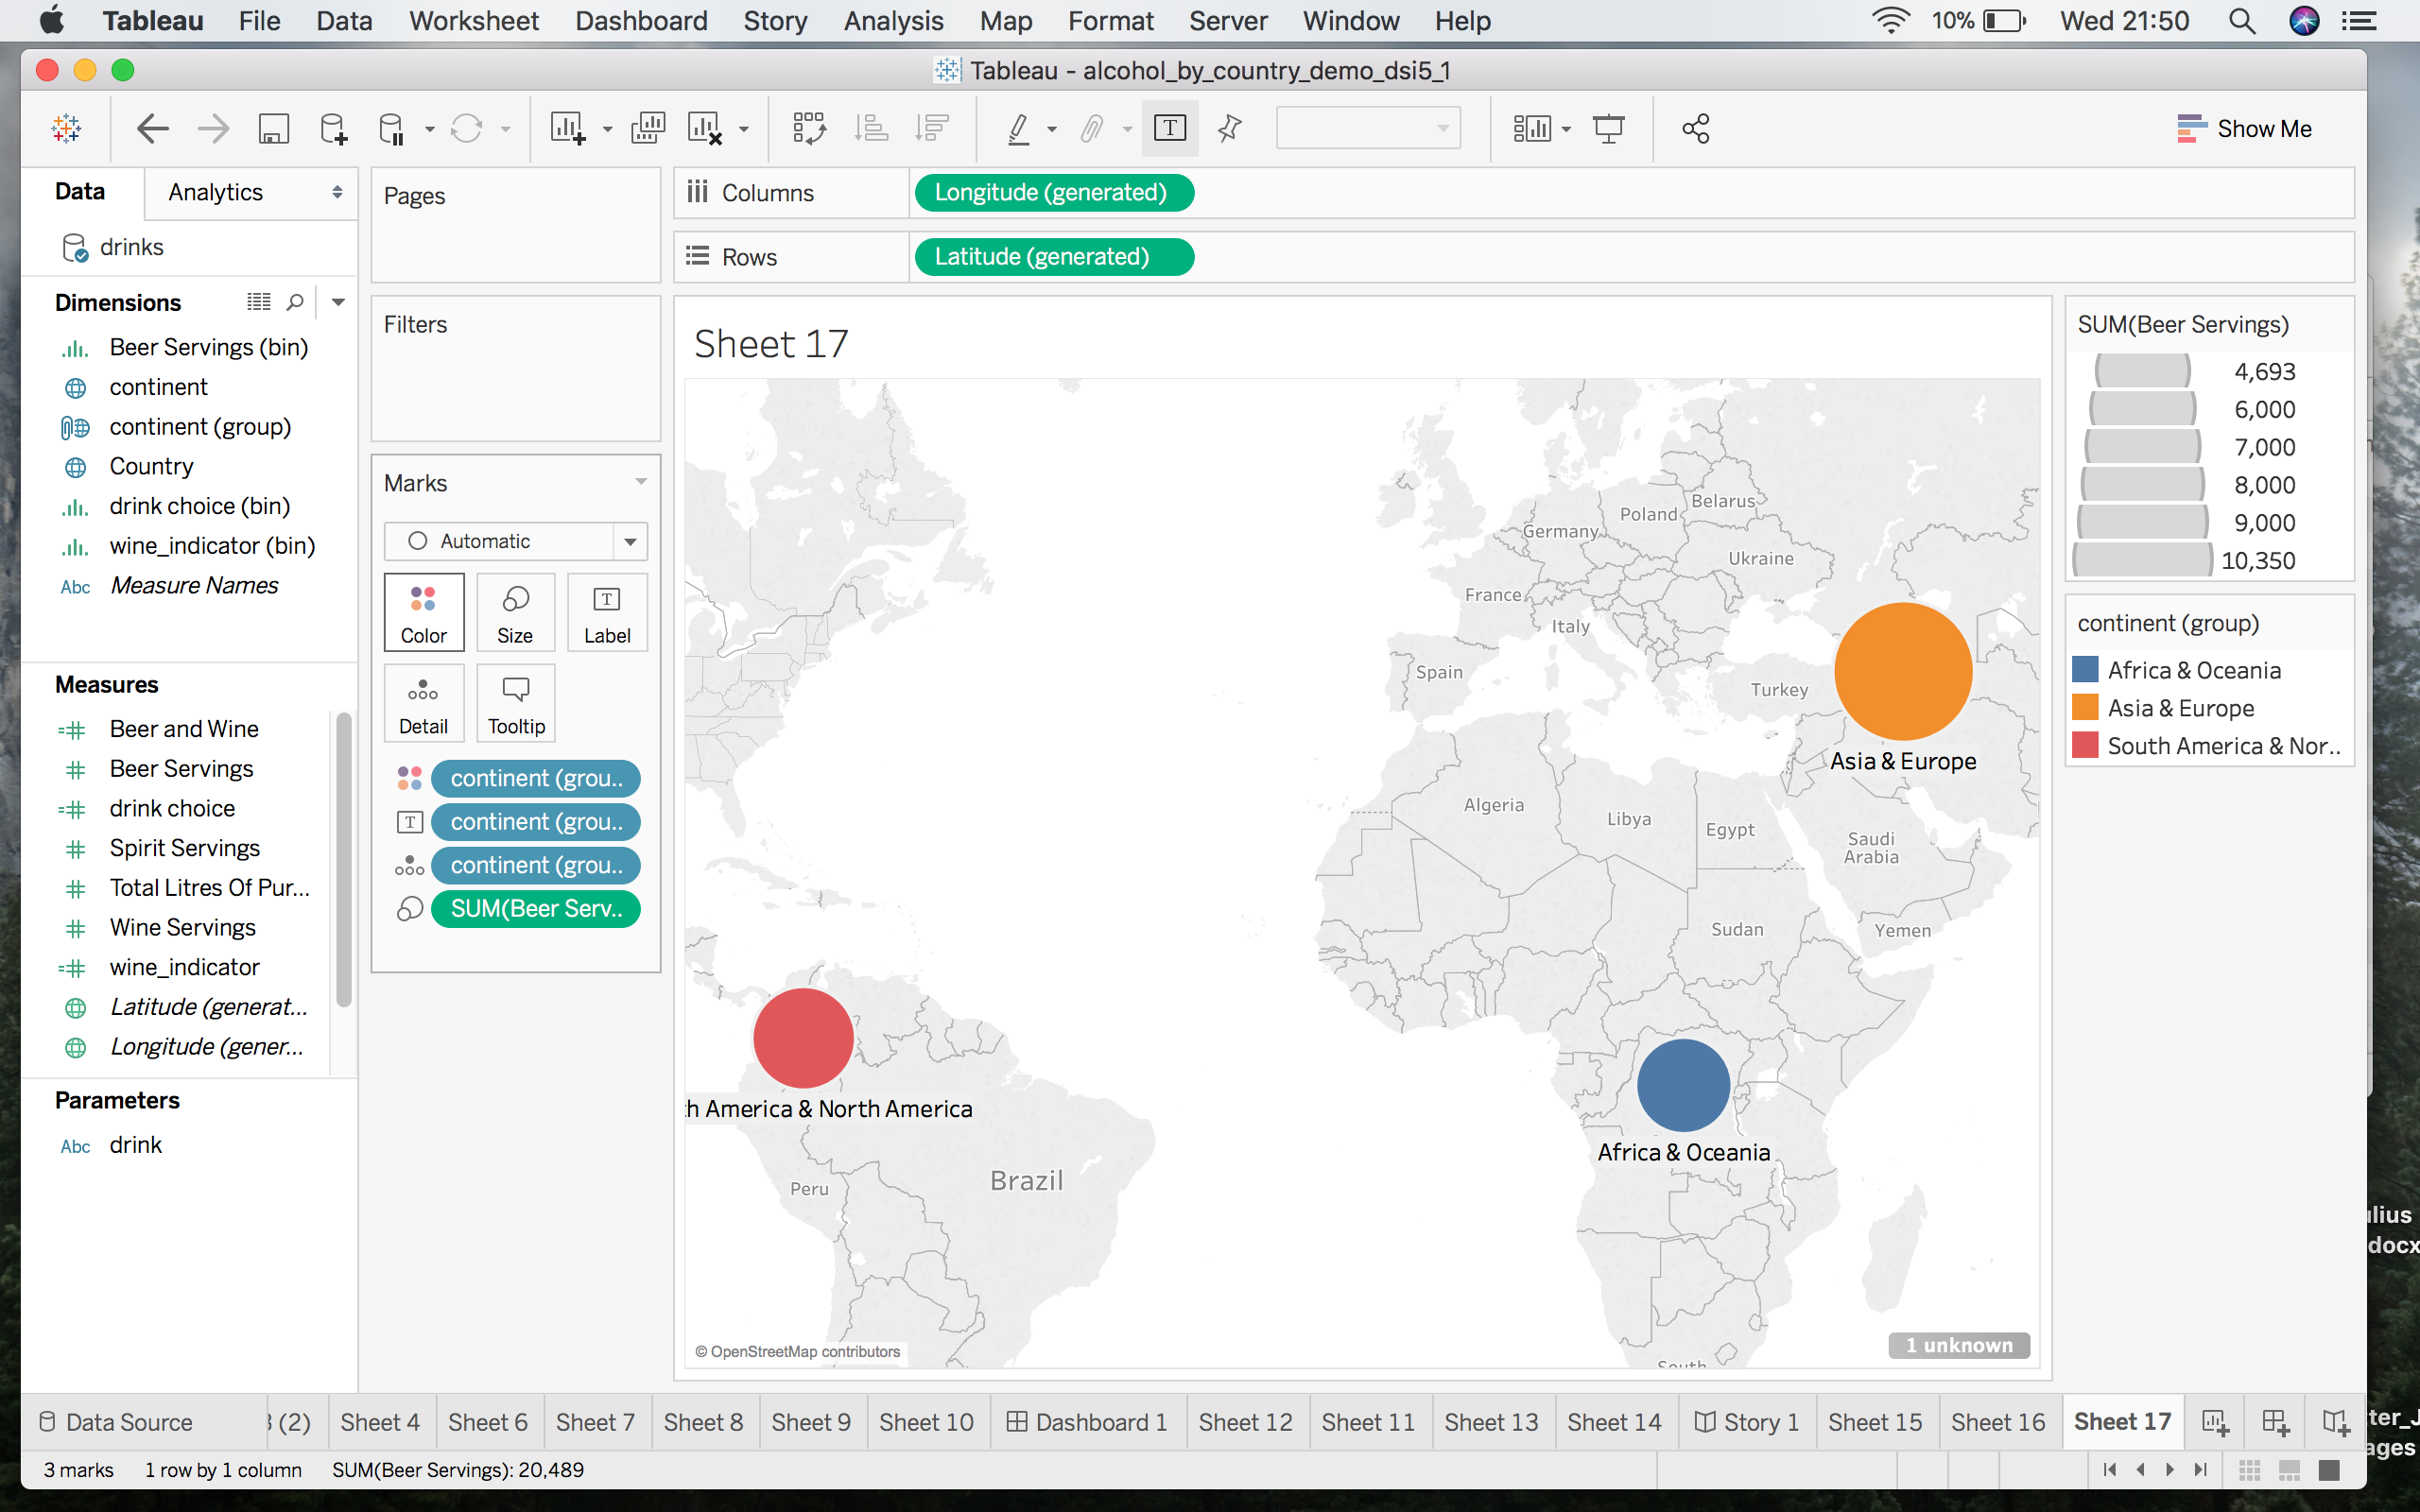 Tableau File Data Worksheet Dashboard Story Analysis Map Format Server Window Help 10% Wed 21:50
Tableau - alcohol_by_country_demo_dsi5_1
Show Me
Data Analytics
drinks
Dimensions
Beer Servings (bin)
continent
continent (group)
Country
drink choice (bin)
wine_indicator (bin)
Abc Measure Names
Measures
Beer and Wine
Beer Servings
drink choice
Spirit Servings
Total Litres Of Pur...
Wine Servings
wine_indicator
Latitude (generat...
Longitude (gener...
Parameters
Abc drink
Pages
Filters
Marks
Automatic
Color Size Label
Detail Tooltip
continent (grou..
T continent (grou..
continent (grou..
SUM(Beer Serv..
Columns Longitude (generated)
Rows Latitude (generated)
Sheet 17
Belarus
Poland
Germany
Ukraine
France
Italy
Spain
Turkey
Asia & Europe
Algeria
Libya
Egypt
Saudi
Arabia
Sudan
Yemen
h America & North America
Africa & Oceania
Peru
Brazil
South
© OpenStreetMap contributors
1 unknown
SUM(Beer Servings)
4,693
6,000
7,000
8,000
9,000
10,350
continent (group)
Africa & Oceania
Asia & Europe
South America & Nor..
lius
docx
ter_J
ages
Data Source (2) Sheet 4 Sheet 6 Sheet 7 Sheet 8 Sheet 9 Sheet 10 Dashboard 1 Sheet 12 Sheet 11 Sheet 13 Sheet 14 Story 1 Sheet 15 Sheet 16 Sheet 17
3 marks 1 row by 1 column SUM(Beer Servings): 20,489